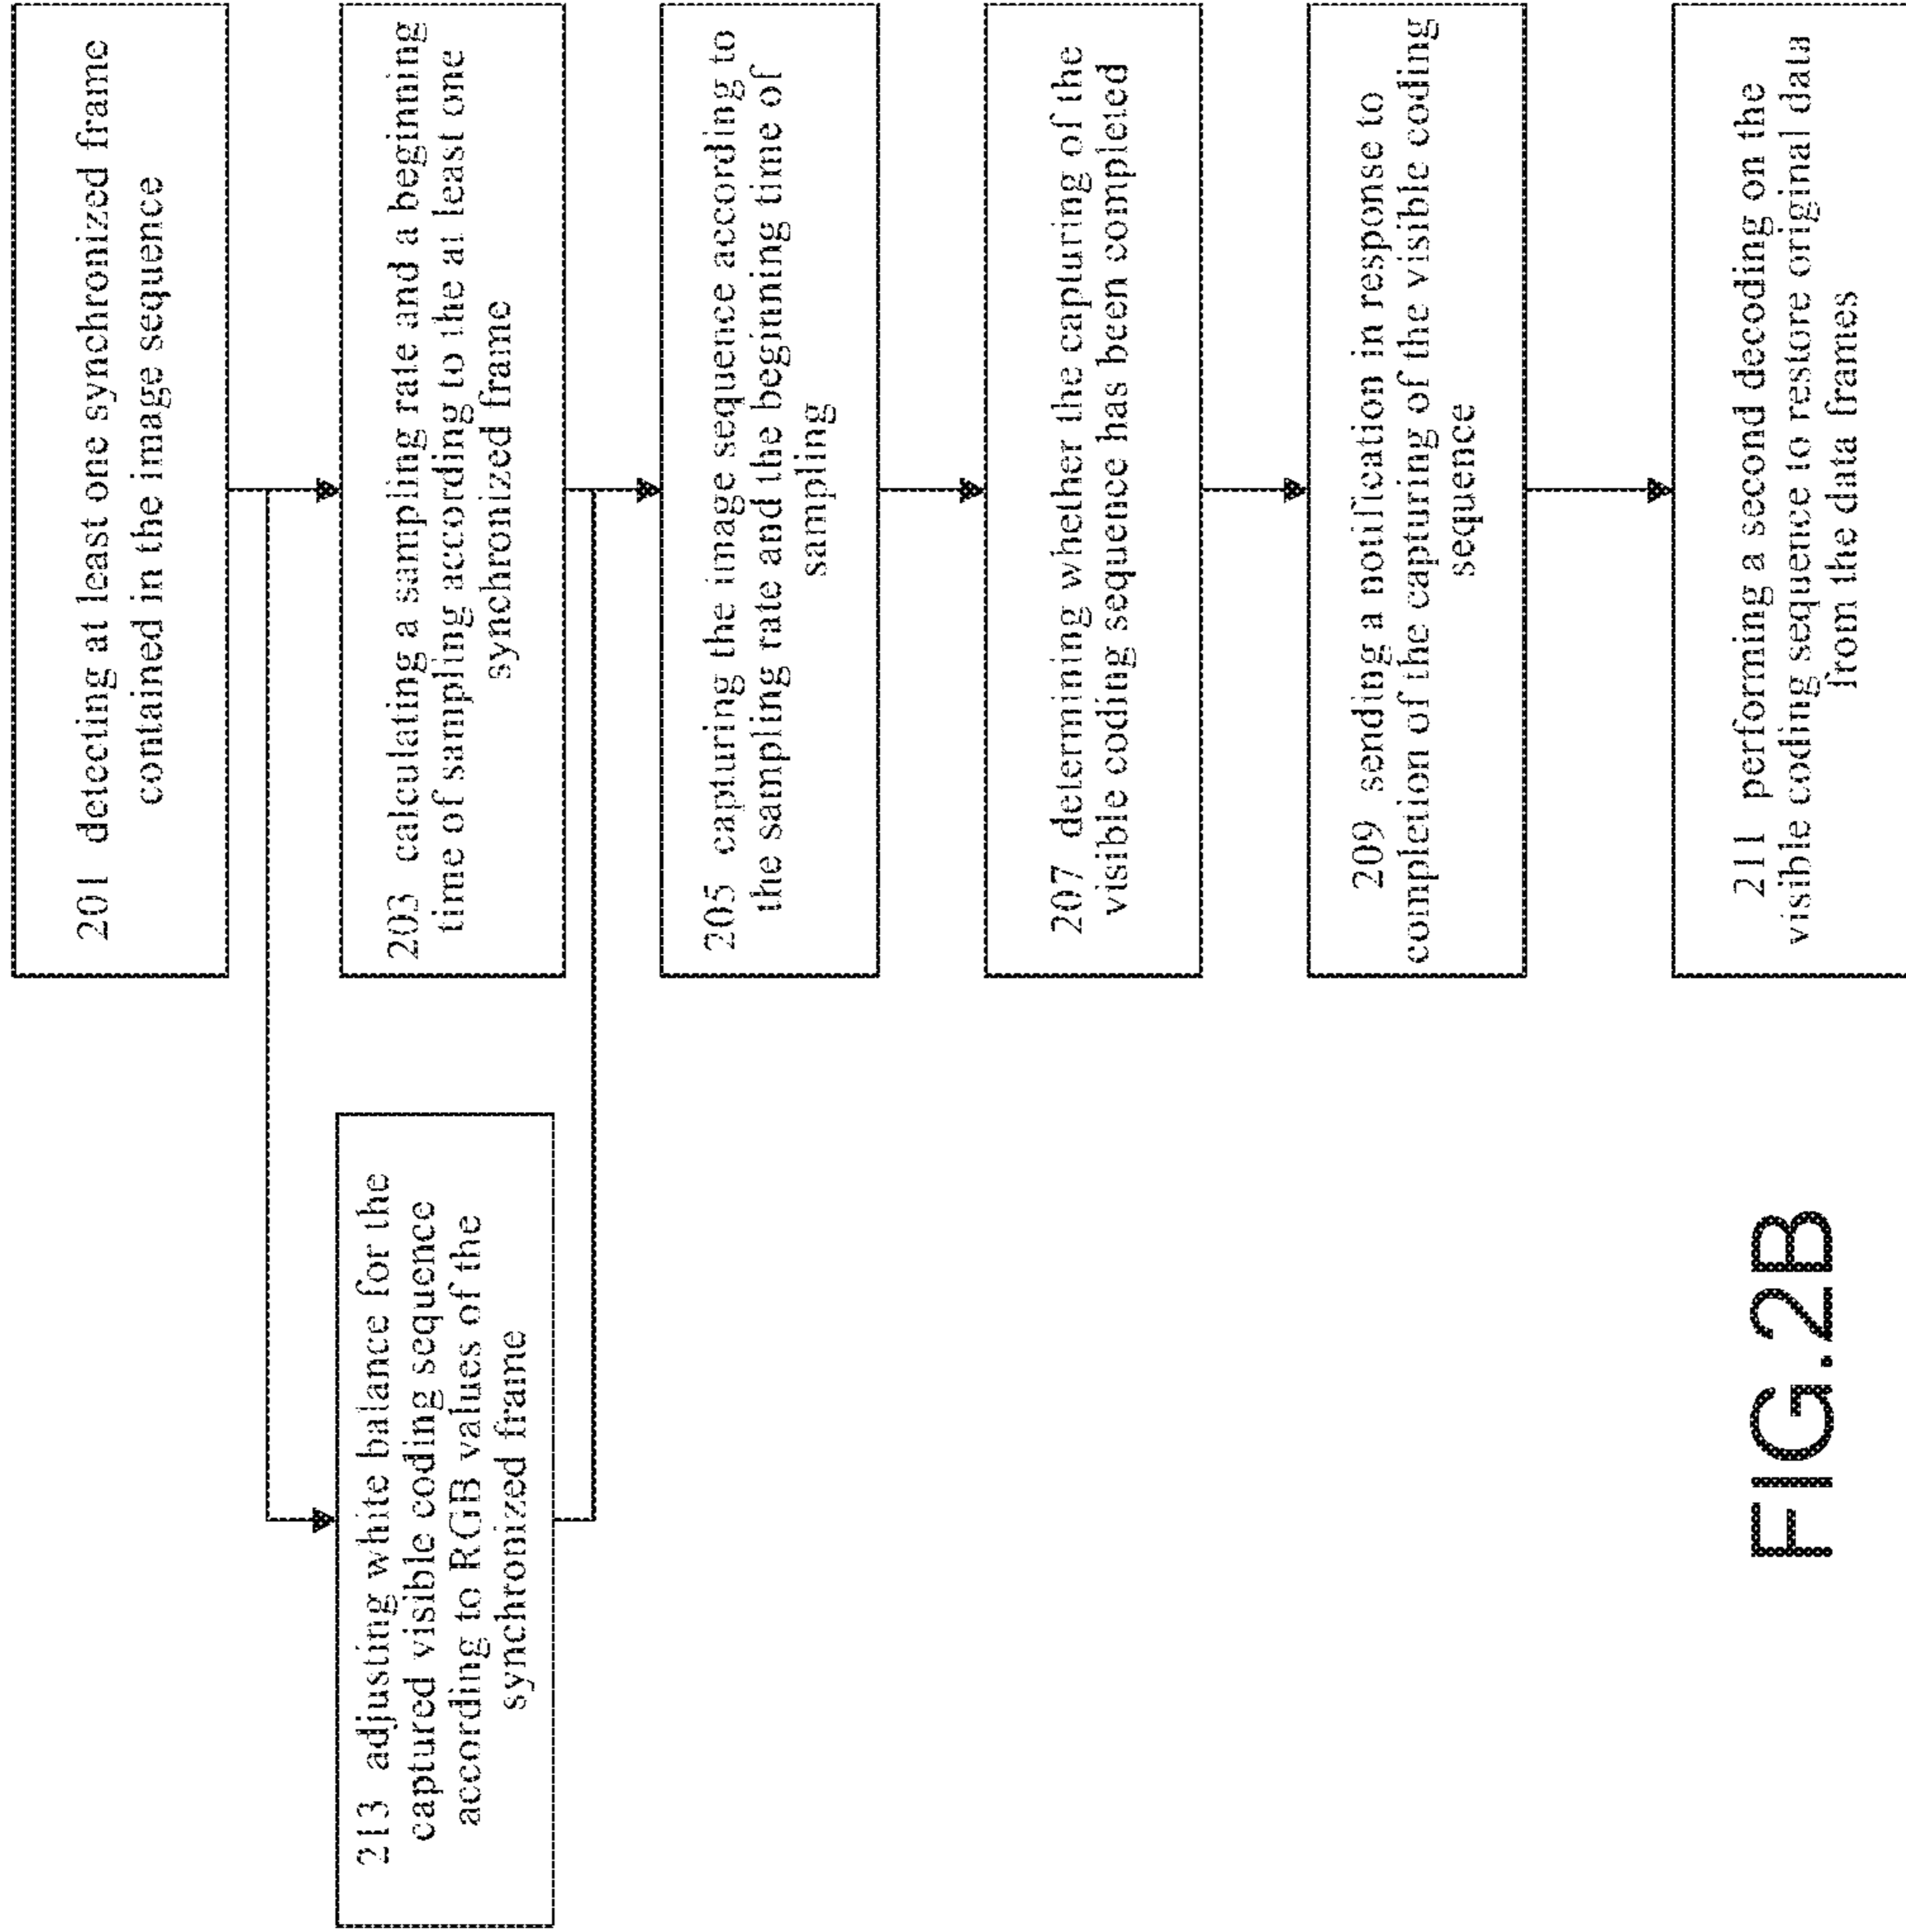 201 detecting at least one synchronized frame
contained in the image sequence
203 calculating a sampling rate and a beginning
time of sampling according to the at least one
synchronized frame
213 adjusting white balance for the
captured visible coding sequence
according to RGB values of the
synchronized frame
205 capturing the image sequence according to
the sampling rate and the beginning time of
sampling
207 determining whether the capturing of the
visible coding sequence has been completed
209 sending a notification in response to
completion of the capturing of the visible coding
sequence
211 performing a second decoding on the
visible coding sequence to restore original data
from the data frames
FIG.2B